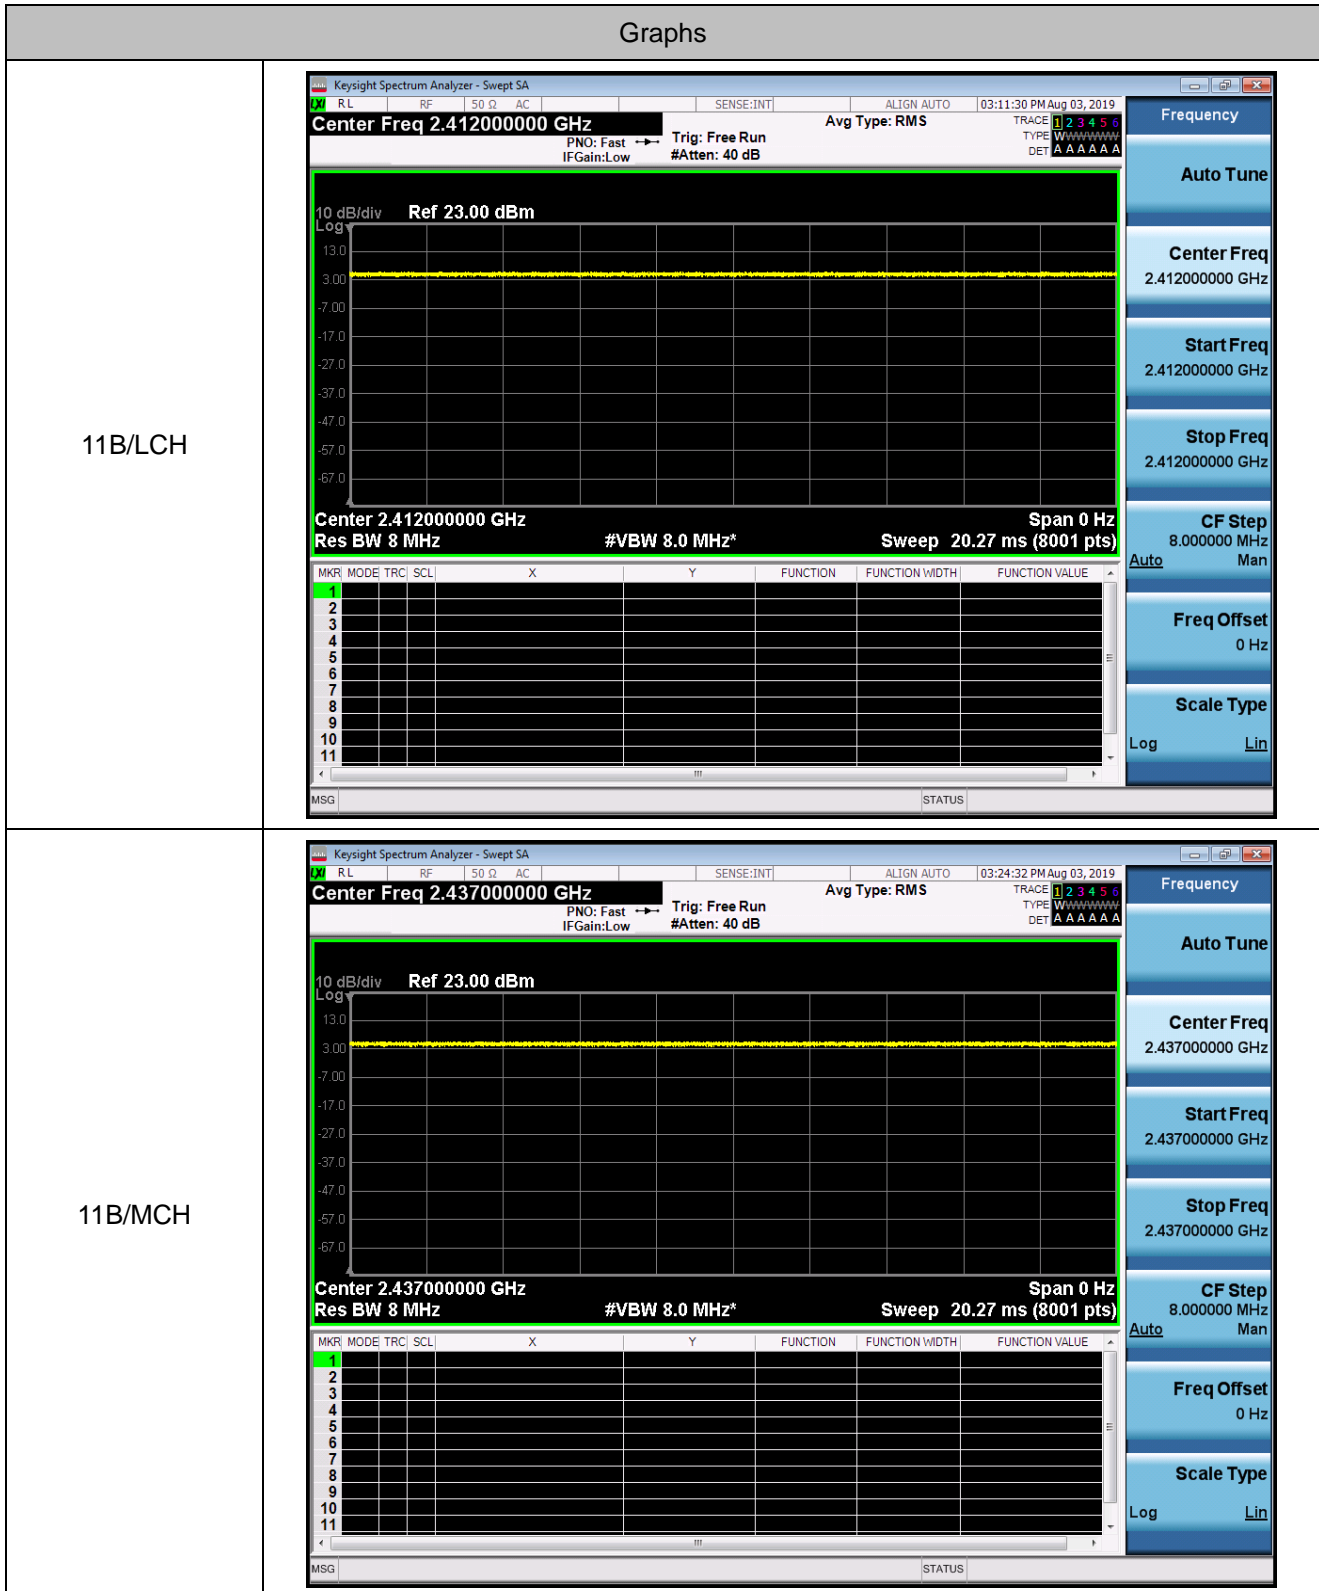 Graphs
11B/LCH
Keysight Spectrum Analyzer - Swept SA
LXI RL RF 50 Ω AC SENSE:INT ALIGN AUTO 03:11:30 PM Aug 03, 2019
Center Freq 2.412000000 GHz
PNO: Fast
IFGain:Low
Trig: Free Run
#Atten: 40 dB
Avg Type: RMS
TRACE 1 2 3 4 5 6
TYPE WWWWWW
DET A A A A A A
10 dB/div Ref 23.00 dBm
Log
13.0
3.00
-7.00
-17.0
-27.0
-37.0
-47.0
-57.0
-67.0
Center 2.412000000 GHz Span 0 Hz
Res BW 8 MHz #VBW 8.0 MHz* Sweep 20.27 ms (8001 pts)
MKR MODE TRC SCL X Y FUNCTION FUNCTION WIDTH FUNCTION VALUE
1
2
3
4
5
6
7
8
9
10
11
MSG STATUS
Frequency
Auto Tune
Center Freq
2.412000000 GHz
Start Freq
2.412000000 GHz
Stop Freq
2.412000000 GHz
CF Step
8.000000 MHz
Auto Man
Freq Offset
0 Hz
Scale Type
Log Lin
11B/MCH
Keysight Spectrum Analyzer - Swept SA
LXI RL RF 50 Ω AC SENSE:INT ALIGN AUTO 03:24:32 PM Aug 03, 2019
Center Freq 2.437000000 GHz
PNO: Fast
IFGain:Low
Trig: Free Run
#Atten: 40 dB
Avg Type: RMS
TRACE 1 2 3 4 5 6
TYPE WWWWWW
DET A A A A A A
10 dB/div Ref 23.00 dBm
Log
13.0
3.00
-7.00
-17.0
-27.0
-37.0
-47.0
-57.0
-67.0
Center 2.437000000 GHz Span 0 Hz
Res BW 8 MHz #VBW 8.0 MHz* Sweep 20.27 ms (8001 pts)
MKR MODE TRC SCL X Y FUNCTION FUNCTION WIDTH FUNCTION VALUE
1
2
3
4
5
6
7
8
9
10
11
MSG STATUS
Frequency
Auto Tune
Center Freq
2.437000000 GHz
Start Freq
2.437000000 GHz
Stop Freq
2.437000000 GHz
CF Step
8.000000 MHz
Auto Man
Freq Offset
0 Hz
Scale Type
Log Lin